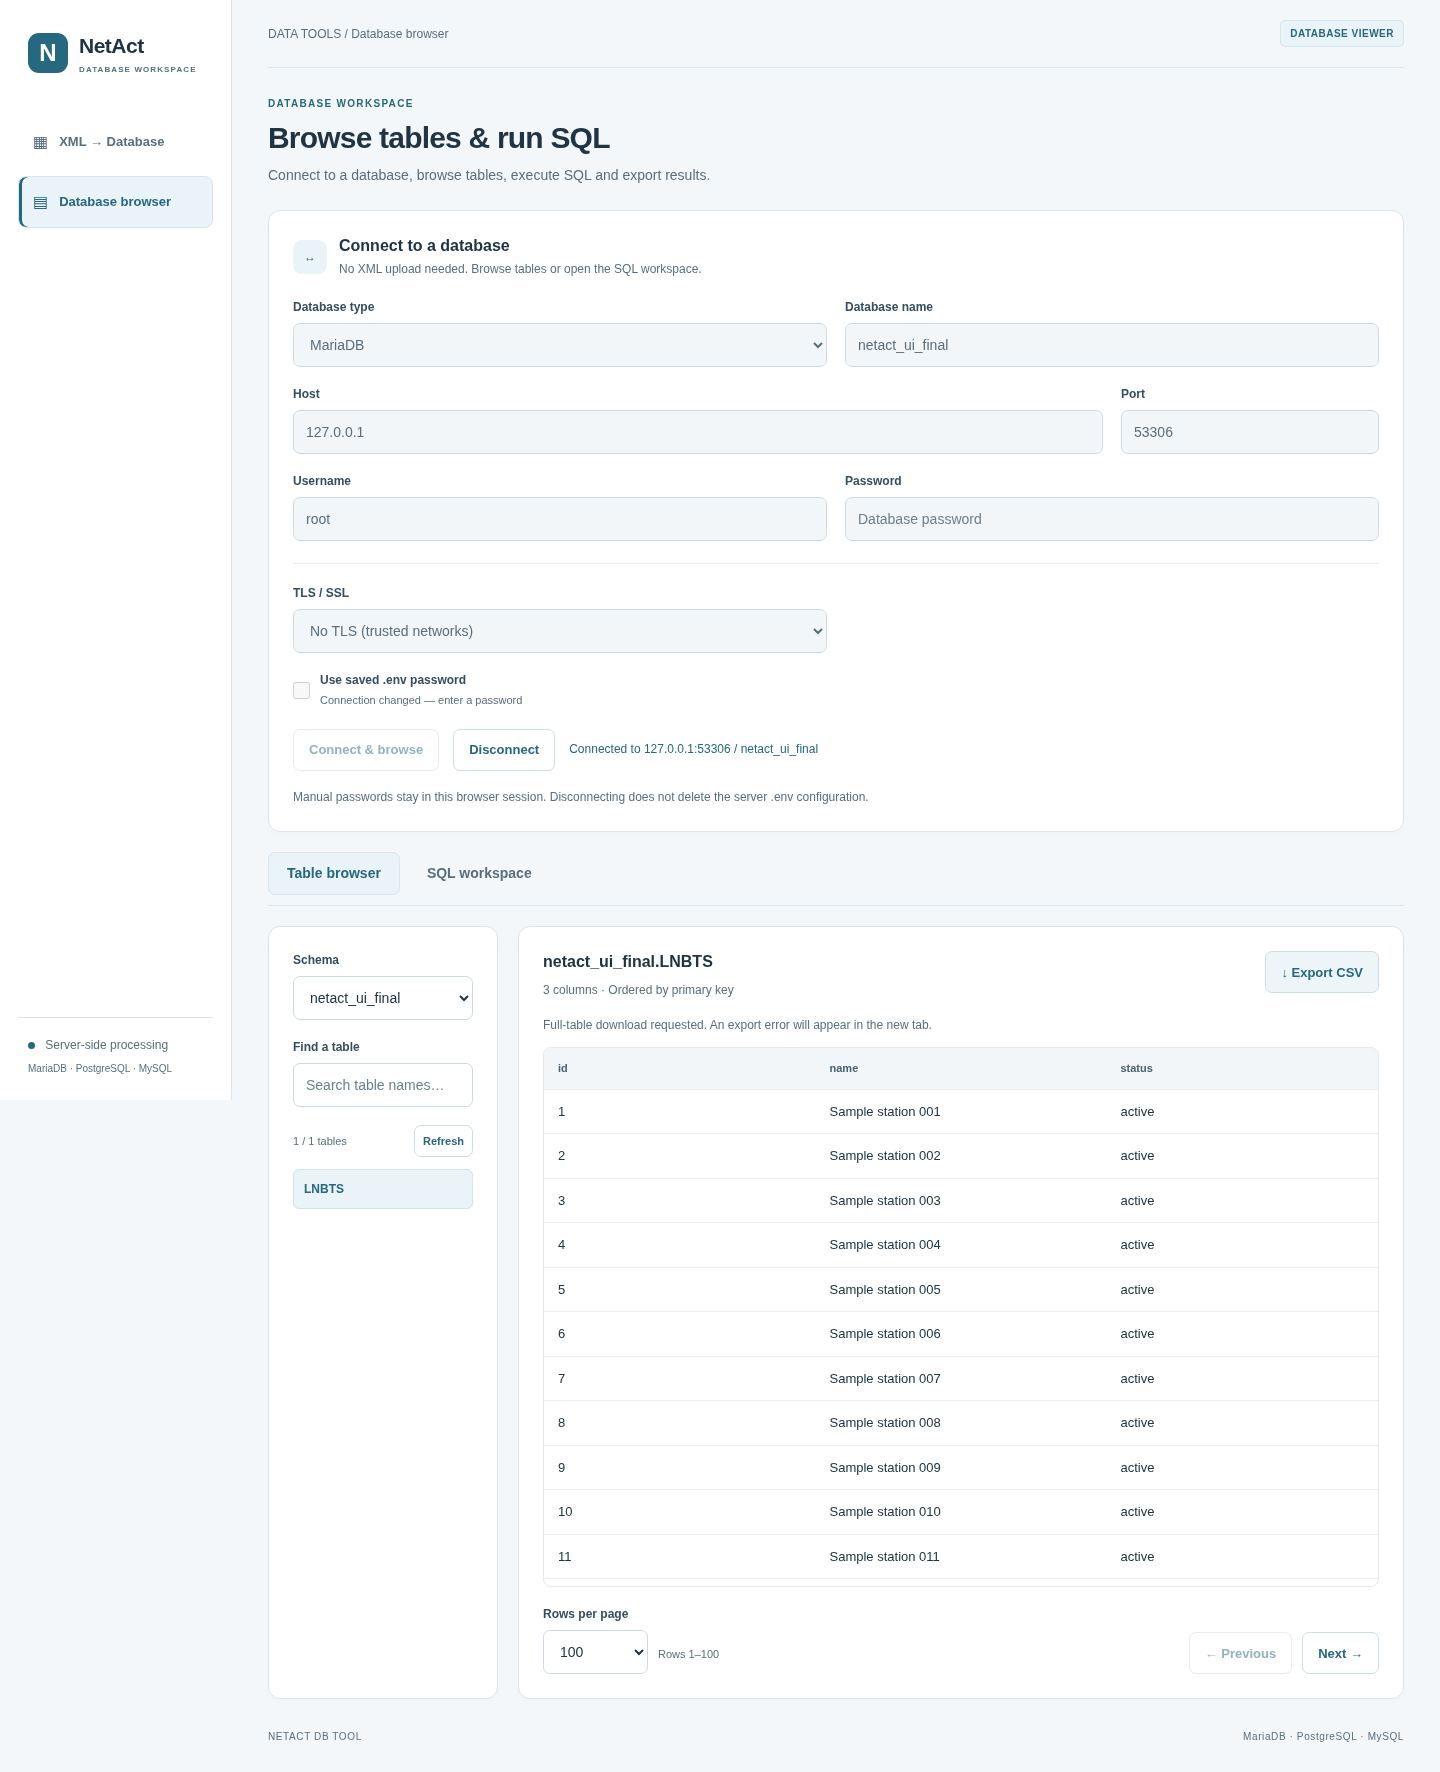 N
NetAct
DATABASE WORKSPACE
XML → Database
Database browser
Server-side processing
MariaDB · PostgreSQL · MySQL
DATA TOOLS / Database browser
DATABASE VIEWER
DATABASE WORKSPACE
Browse tables & run SQL
Connect to a database, browse tables, execute SQL and export results.
↔
Connect to a database
No XML upload needed. Browse tables or open the SQL workspace.
Database type
Database name
MariaDB
netact_ui_final
Host
Port
127.0.0.1
53306
Username
Password
root
Database password
TLS / SSL
No TLS (trusted networks)
Use saved .env password
Connection changed — enter a password
Connect & browse
Disconnect
Connected to 127.0.0.1:53306 / netact_ui_final
Manual passwords stay in this browser session. Disconnecting does not delete the server .env configuration.
Table browser
SQL workspace
Schema
netact_ui_final
Find a table
Search table names…
1 / 1 tables
Refresh
LNBTS
netact_ui_final.LNBTS
3 columns · Ordered by primary key
↓ Export CSV
Full-table download requested. An export error will appear in the new tab.
id name status
1 Sample station 001 active
2 Sample station 002 active
3 Sample station 003 active
4 Sample station 004 active
5 Sample station 005 active
6 Sample station 006 active
7 Sample station 007 active
8 Sample station 008 active
9 Sample station 009 active
10 Sample station 010 active
11 Sample station 011 active
Rows per page
100
Rows 1–100
← Previous
Next →
NETACT DB TOOL
MariaDB · PostgreSQL · MySQL